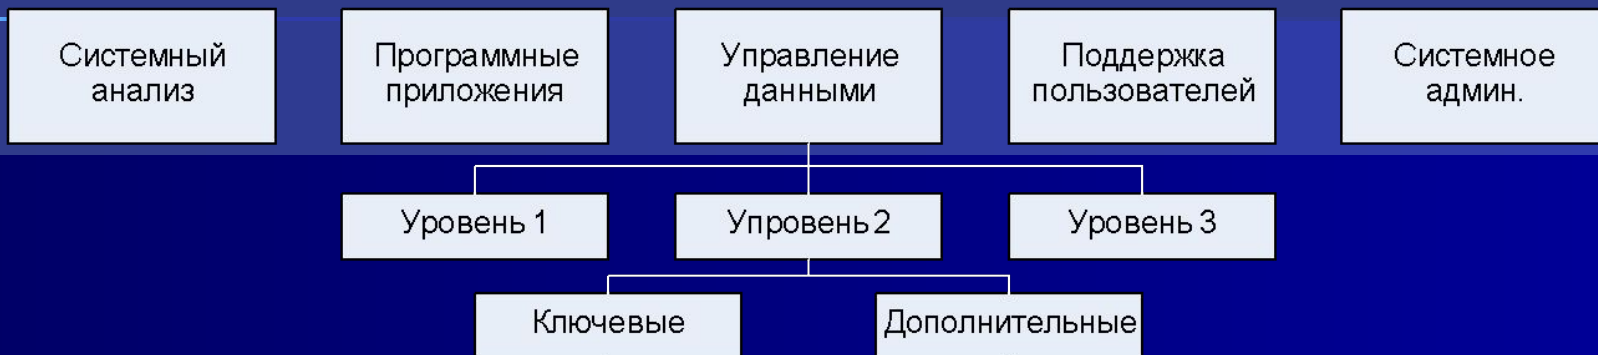 Системный
анализ
Программные
приложения
Управление
данными
Поддержка
пользователей
Системное
админ.
Уровень 1
Упровень 2
Уровень 3
Ключевые
Дополнительные